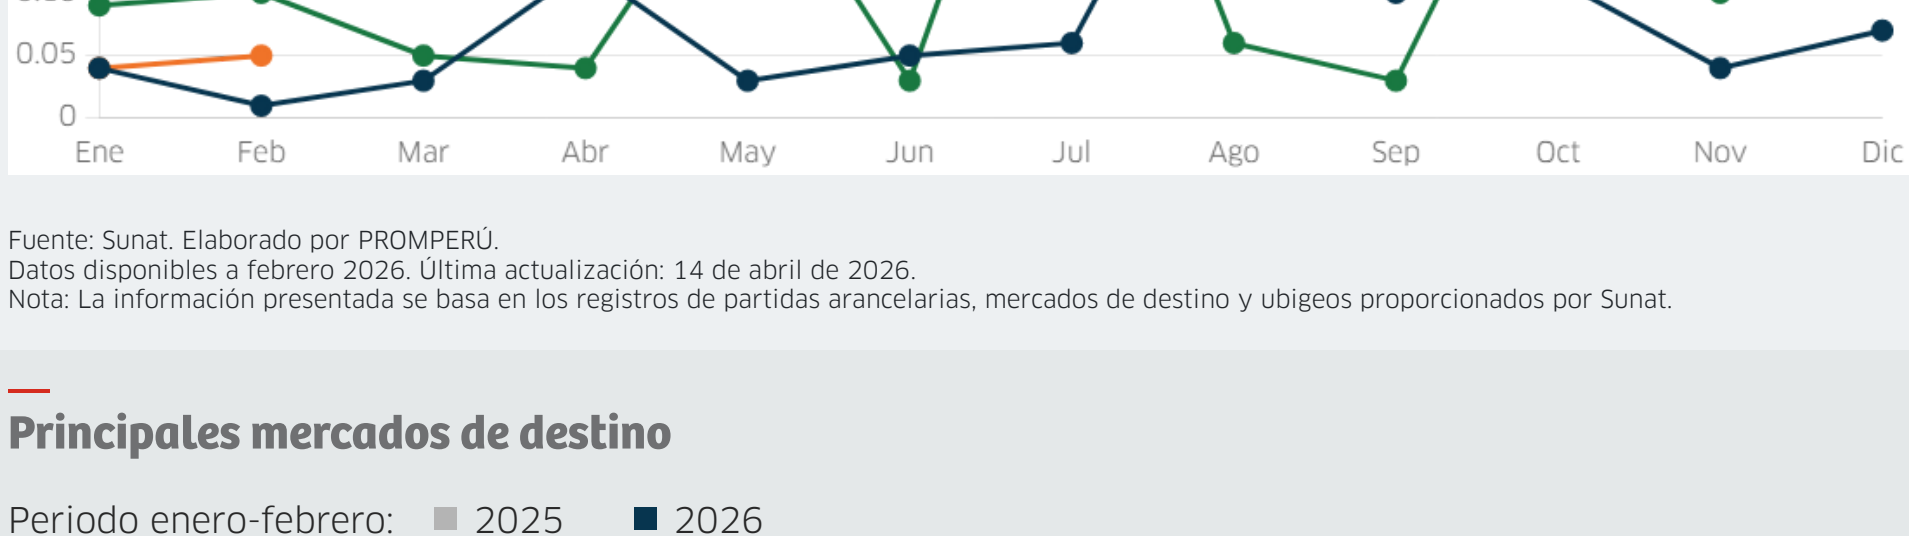 0.05
0
Ene Feb Mar Abr May Jun Jul Ago Sep Oct Nov Dic
Fuente: Sunat. Elaborado por PROMPERÚ.
Datos disponibles a febrero 2026. Última actualización: 14 de abril de 2026.
Nota: La información presentada se basa en los registros de partidas arancelarias, mercados de destino y ubigeos proporcionados por Sunat.
Principales mercados de destino
Periodo enero-febrero: 2025 2026